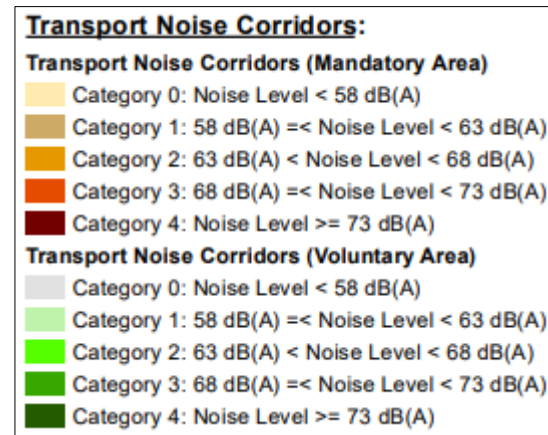 Transport Noise Corridors:
Transport Noise Corridors (Mandatory Area)
Category 0: Noise Level < 58 dB(A)
Category 1: 58 dB(A) =< Noise Level < 63 dB(A)
Category 2: 63 dB(A) < Noise Level < 68 dB(A)
Category 3: 68 dB(A) =< Noise Level < 73 dB(A)
Category 4: Noise Level >= 73 dB(A)
Transport Noise Corridors (Voluntary Area)
Category 0: Noise Level < 58 dB(A)
Category 1: 58 dB(A) =< Noise Level < 63 dB(A)
Category 2: 63 dB(A) < Noise Level < 68 dB(A)
Category 3: 68 dB(A) =< Noise Level < 73 dB(A)
Category 4: Noise Level >= 73 dB(A)